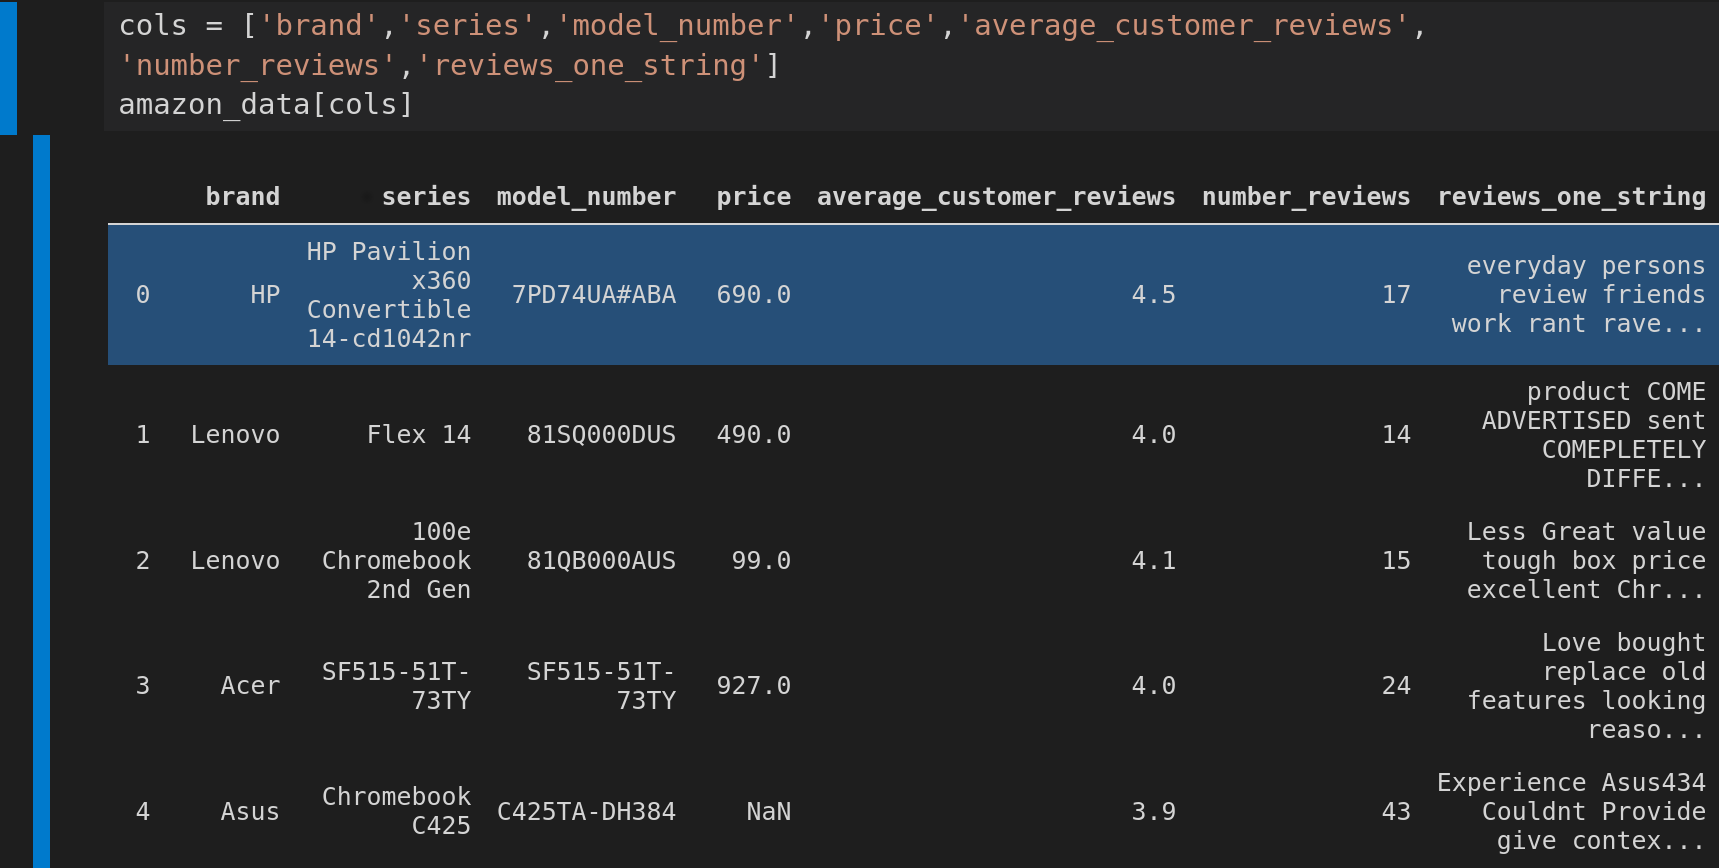 cols = ['brand','series','model_number','price','average_customer_reviews',
'number_reviews','reviews_one_string']
amazon_data[cols]
brand series model_number price average_customer_reviews number_reviews reviews_one_string
0 HP HP Pavilion x360 Convertible 14-cd1042nr 7PD74UA#ABA 690.0 4.5 17 everyday persons review friends work rant rave...
1 Lenovo Flex 14 81SQ000DUS 490.0 4.0 14 product COME ADVERTISED sent COMEPLETELY DIFFE...
2 Lenovo 100e Chromebook 2nd Gen 81QB000AUS 99.0 4.1 15 Less Great value tough box price excellent Chr...
3 Acer SF515-51T-73TY SF515-51T-73TY 927.0 4.0 24 Love bought replace old features looking reaso...
4 Asus Chromebook C425 C425TA-DH384 NaN 3.9 43 Experience Asus434 Couldnt Provide give contex...